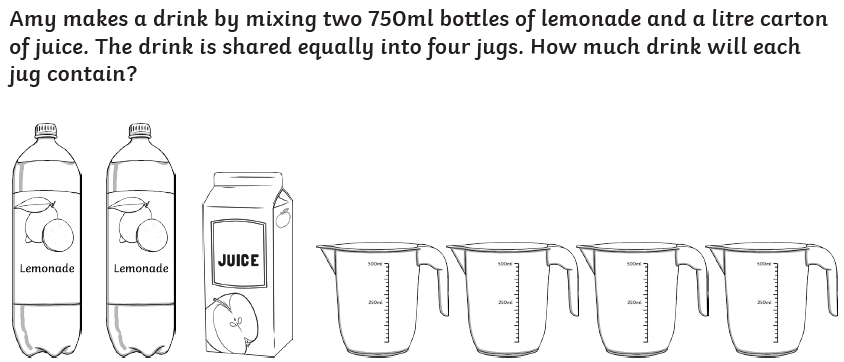 Amy makes a drink by mixing two 750ml bottles of lemonade and a litre carton
of juice. The drink is shared equally into four jugs. How much drink will each
jug contain?
Lemonade
Lemonade
JUICE
500ml
250ml
500ml
250ml
500ml
250ml
500ml
250ml